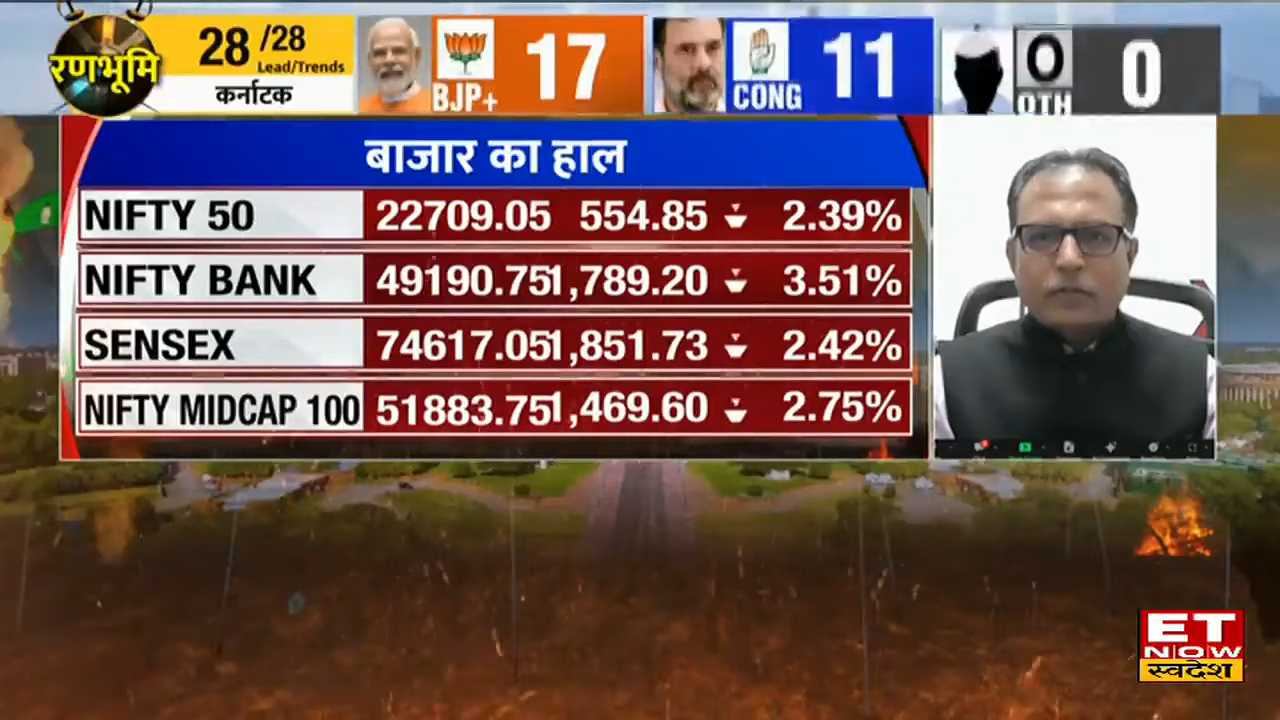 रणभूमि
28 /28
Lead/Trends
कर्नाटक
BJP+
17
CONG
11
0
OTH
0
बाजार का हाल
NIFTY 50 22709.05 554.85 2.39%
NIFTY BANK 49190.75 1,789.20 3.51%
SENSEX 74617.05 1,851.73 2.42%
NIFTY MIDCAP 100 51883.75 1,469.60 2.75%
ET
NOW
स्वदेश